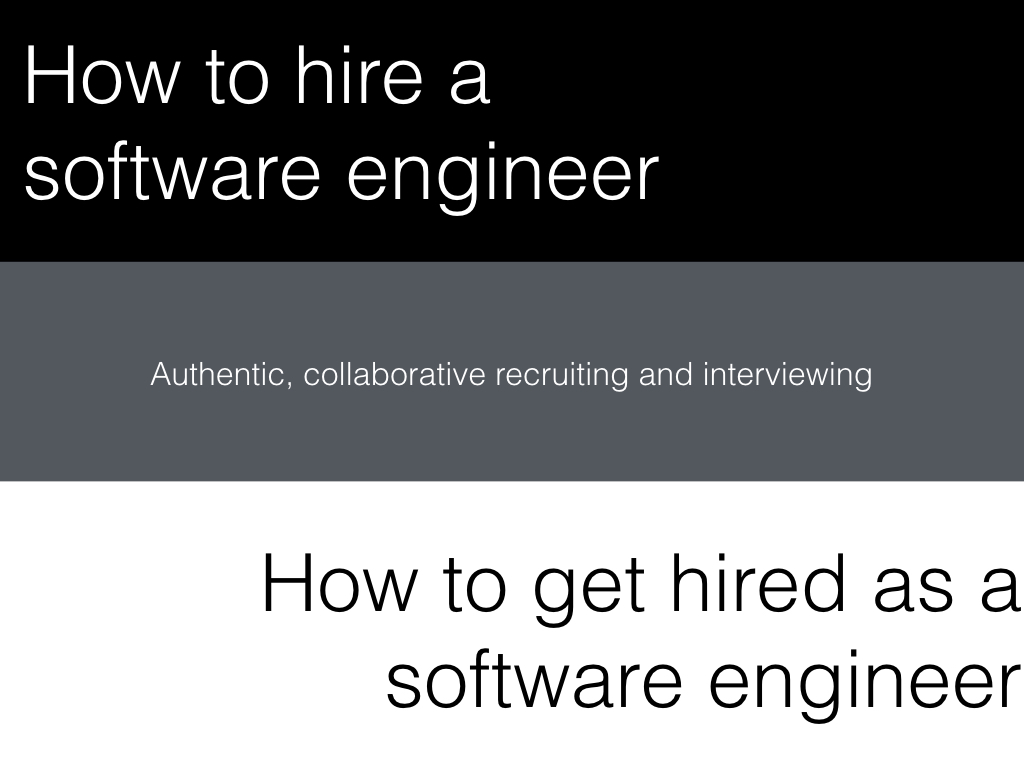 How to hire a
software engineer
Authentic, collaborative recruiting and interviewing
How to get hired as a
software engineer